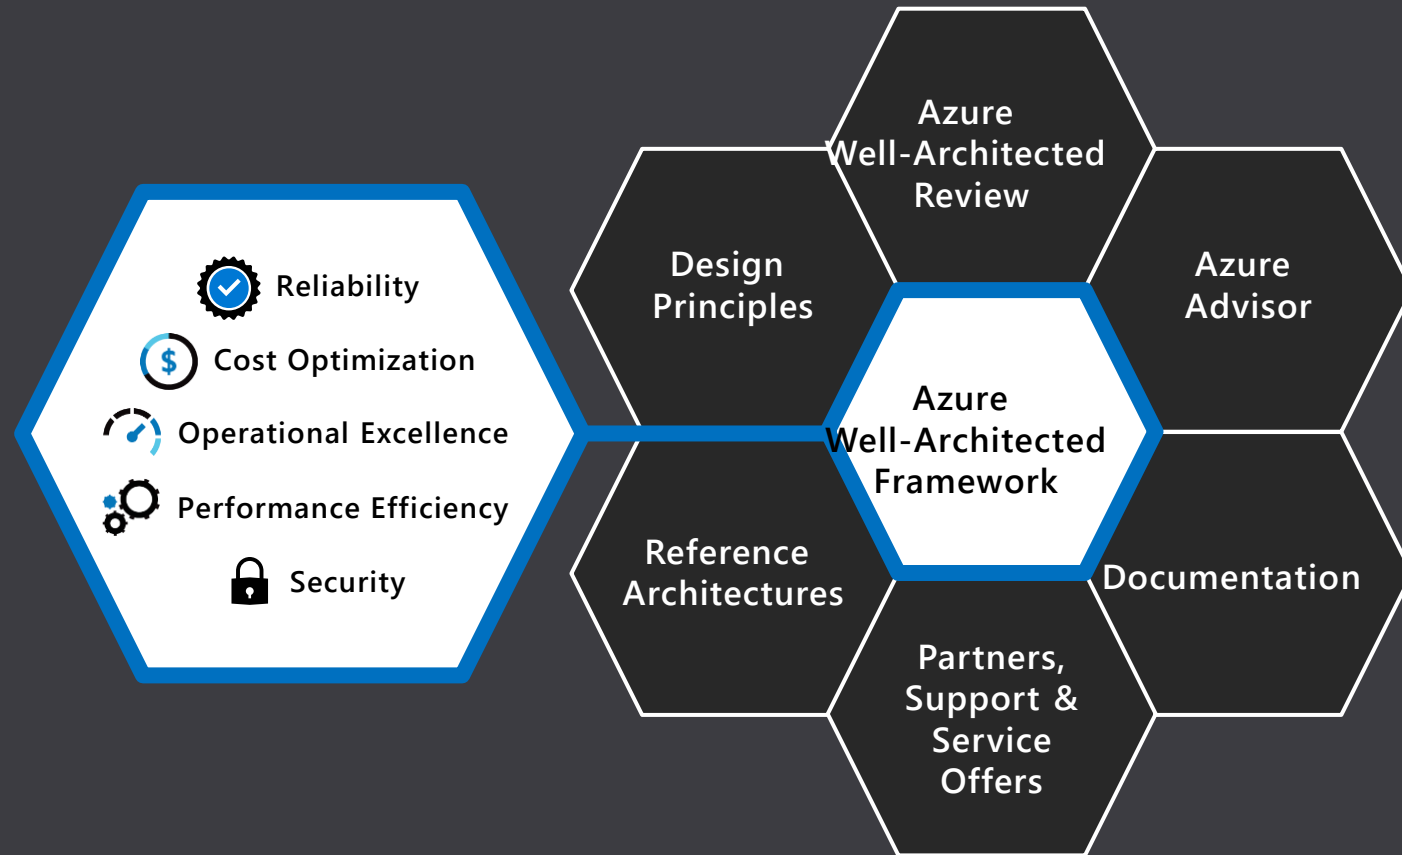 Reliability
$
Cost Optimization
Operational Excellence
Performance Efficiency
Security
Design
Principles
Azure
Well-Architected
Review
Azure
Advisor
Azure
Well-Architected
Framework
Reference
Architectures
Documentation
Partners,
Support &
Service
Offers